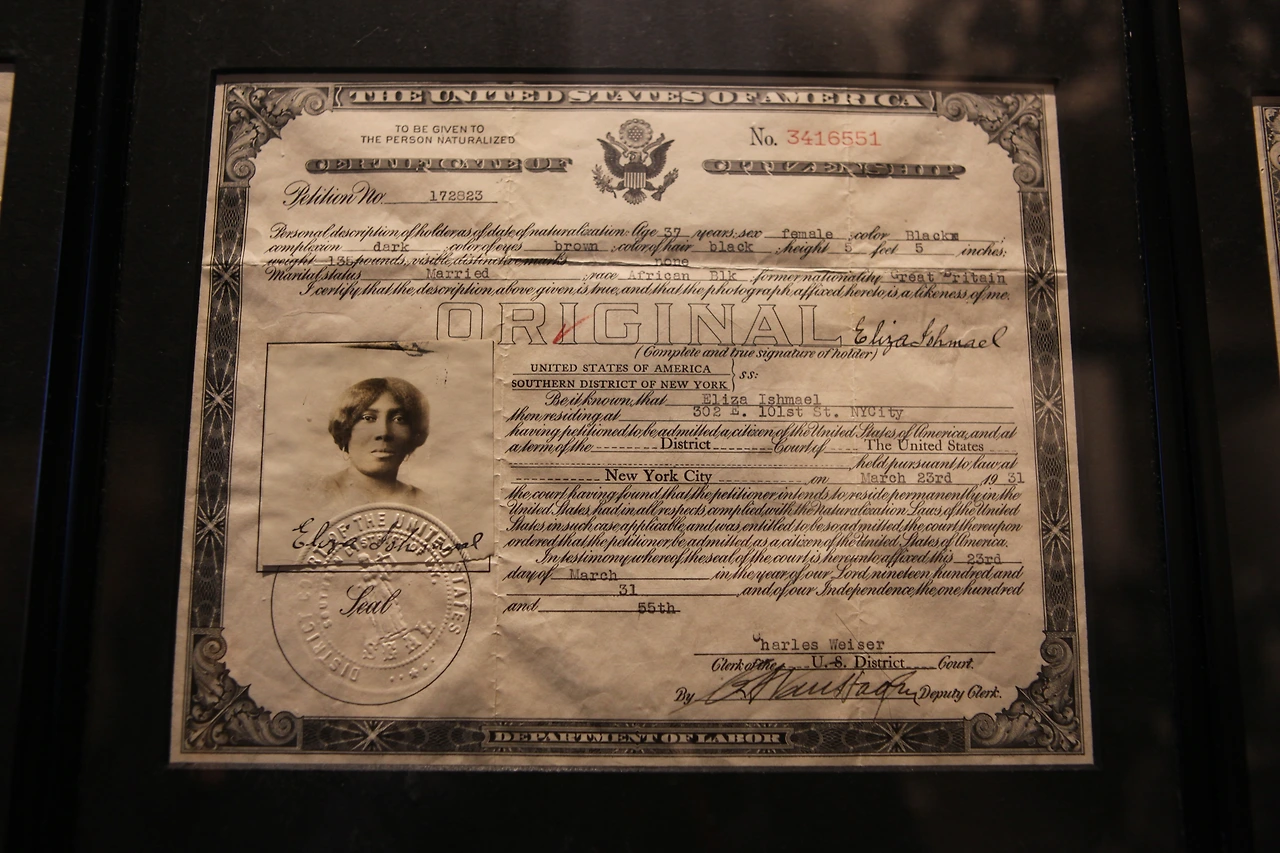 THE UNITED STATES OF AMERICA
TO BE GIVEN TO
THE PERSON NATURALIZED
No. 3416551
CERTIFICATE OF CITIZENSHIP
Petition No. 172823
Personal description of holder as of date of naturalization: Age 37 years; sex female color Black ;
complexion dark color of eyes brown color of hair black height 5 feet 5 inches;
weight 135 pounds; visible distinctive marks none
Marital status Married race African Blk former nationality Great Britain
I certify that the description above given is true, and that the photograph affixed hereto is a likeness of me.
ORIGINAL
Eliza Ishmael
(Complete and true signature of holder)
UNITED STATES OF AMERICA
SOUTHERN DISTRICT OF NEW YORK } ss:
Be it known, that Eliza Ishmael
then residing at 302 E. 101st St. NYCity
having petitioned to be admitted a citizen of the United States of America, and at
a term of the District Court of The United States
held pursuant to law at
New York City on March 23rd 1931
the court having found that the petitioner intends to reside permanently in the
United States, had in all respects complied with the Naturalization Laws of the United
States in such case applicable, and was entitled to be so admitted, the court thereupon
ordered that the petitioner be admitted as a citizen of the United States of America.
In testimony whereof the seal of the court is hereunto affixed this 23rd
day of March in the year of our Lord nineteen hundred and
31 and of our Independence the one hundred
and 55th
Eliza Ishmael
Seal
Charles Weiser
Clerk of the U. S. District Court.
By Deputy Clerk.
DEPARTMENT OF LABOR